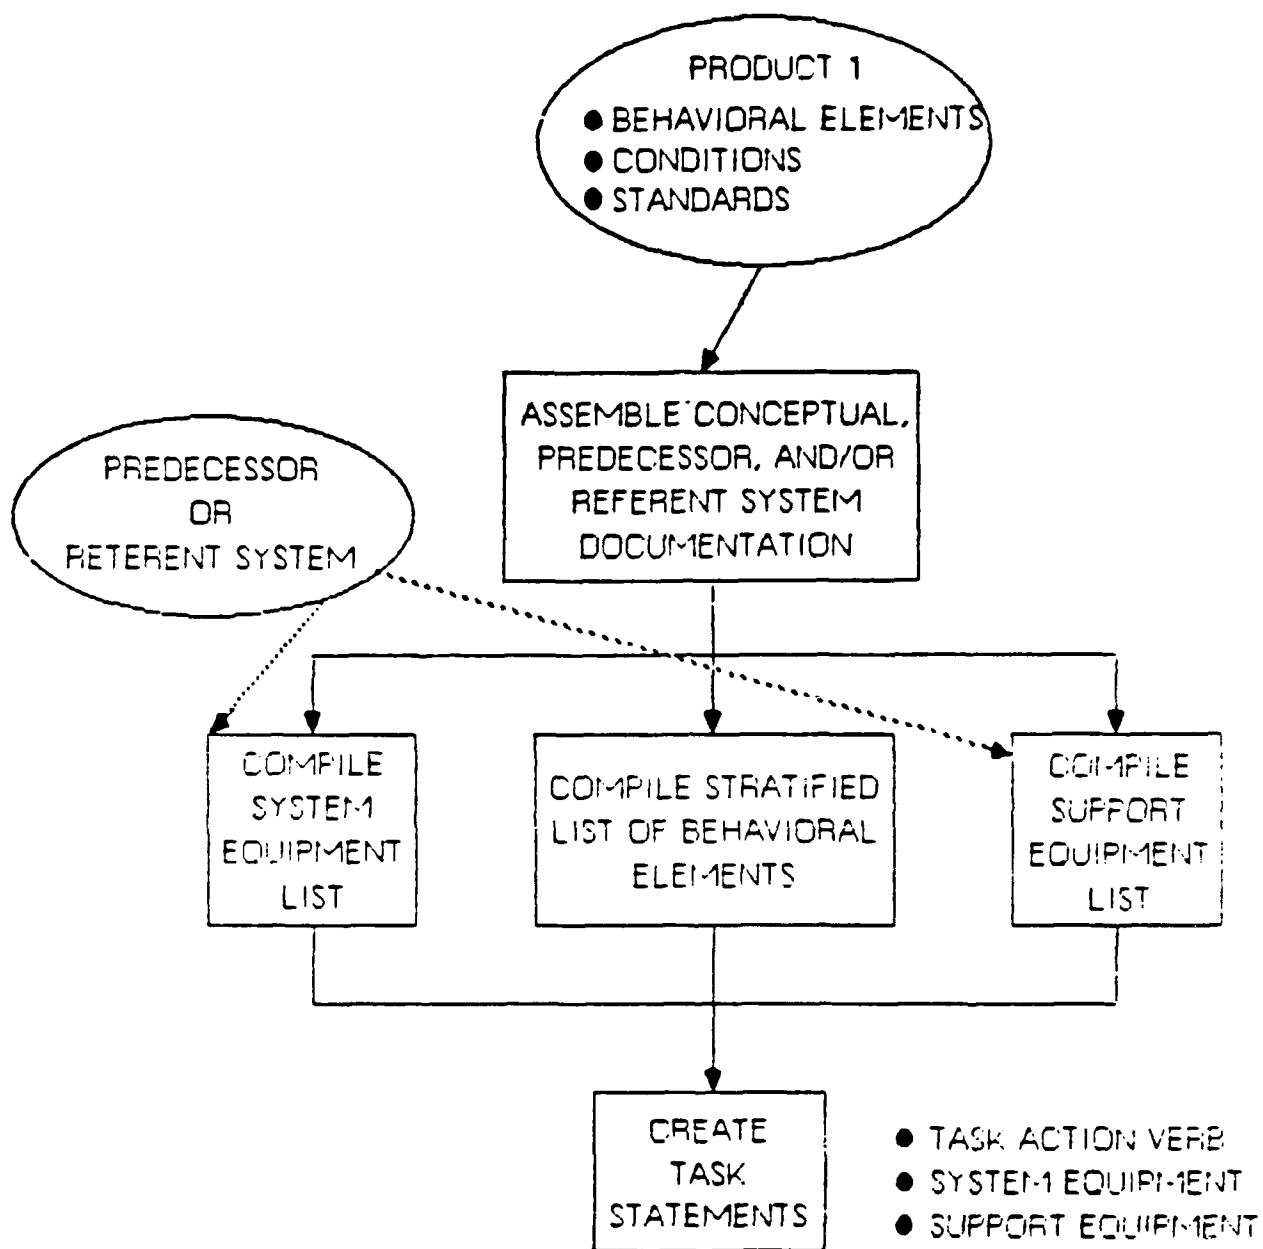 PRODUCT 1
● BEHAVIORAL ELEMENTS
● CONDITIONS
● STANDARDS
ASSEMBLE CONCEPTUAL,
PREDECESSOR, AND/OR
REFERENT SYSTEM
DOCUMENTATION
PREDECESSOR
OR
RETERENT SYSTEM
COMPILE
SYSTEM
EQUIPMENT
LIST
COMPILE STRATIFIED
LIST OF BEHAVIORAL
ELEMENTS
COMPILE
SUPPORT
EQUIPMENT
LIST
CREATE
TASK
STATEMENTS
● TASK ACTION VERB
● SYSTEM EQUIPMENT
● SUPPORT EQUIPMENT